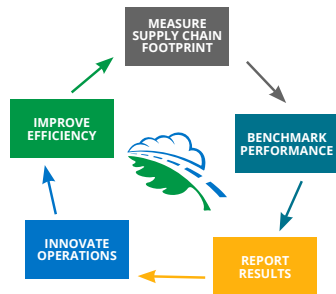 MEASURE
SUPPLY CHAIN
FOOTPRINT
BENCHMARK
PERFORMANCE
REPORT
RESULTS
INNOVATE
OPERATIONS
IMPROVE
EFFICIENCY